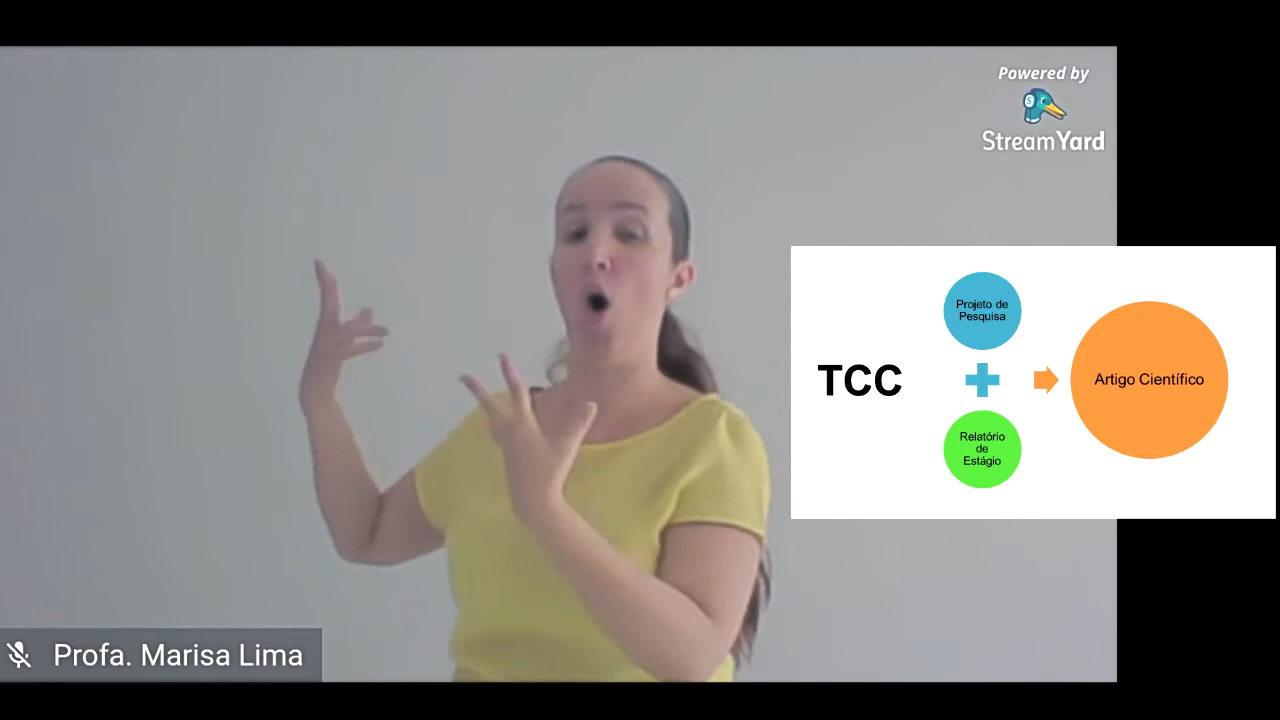 Powered by
StreamYard
TCC
Projeto de
Pesquisa
Relatório
de
Estágio
Artigo Científico
Profa. Marisa Lima